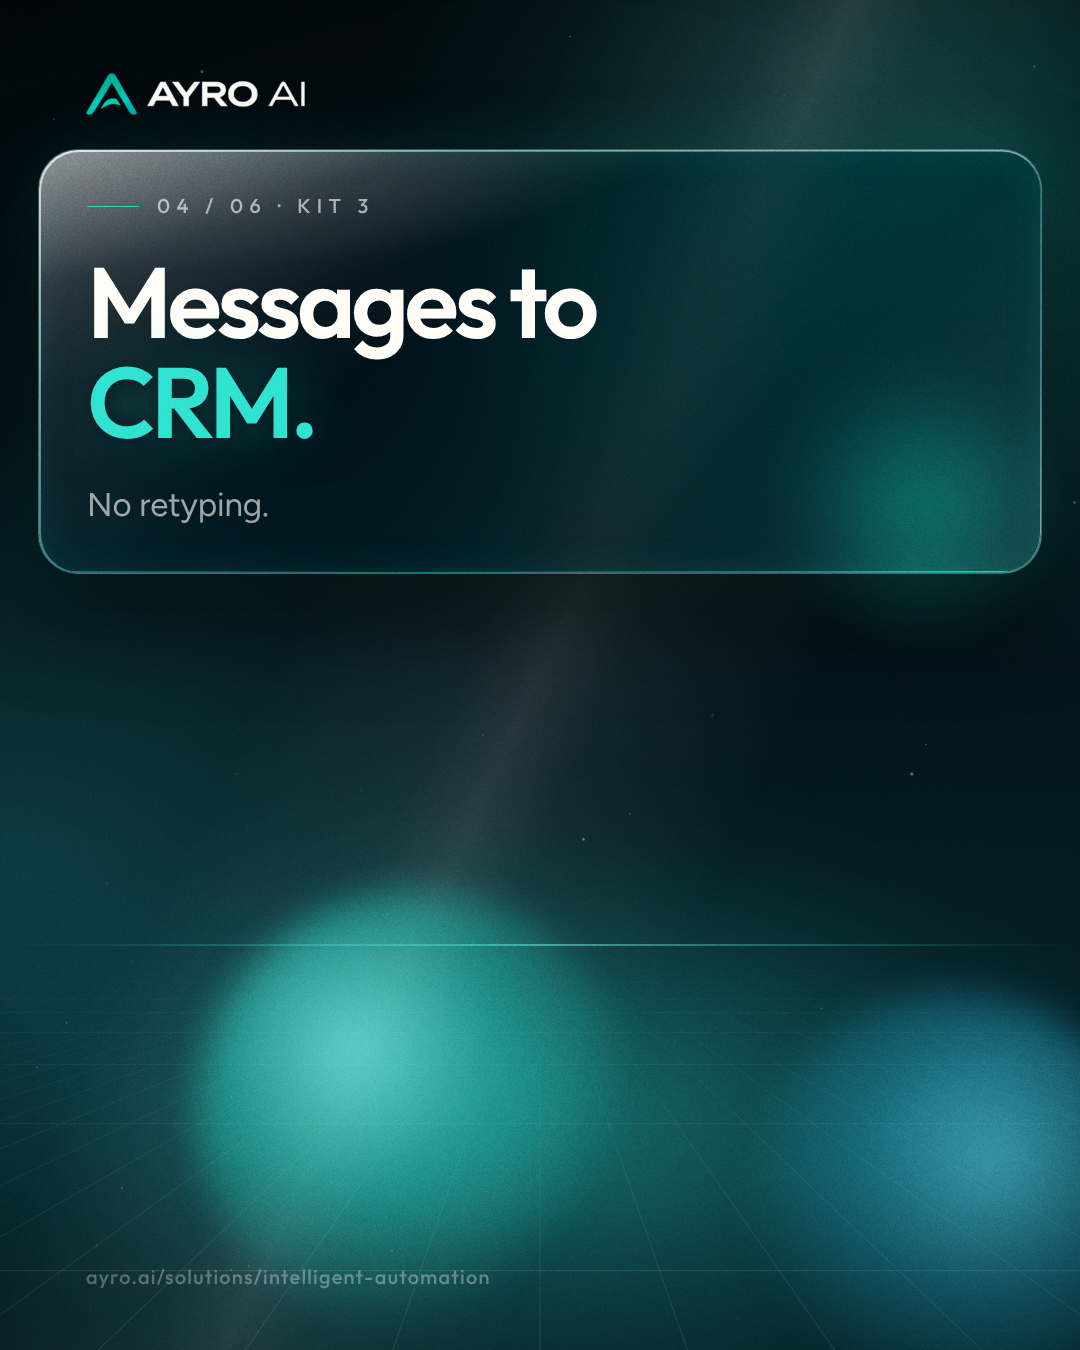 AYRO AI
04 / 06 · KIT 3
Messages to
CRM.
No retyping.
ayro.ai/solutions/intelligent-automation